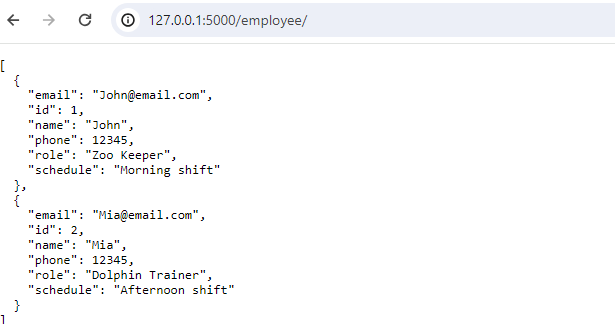 127.0.0.1:5000/employee/
[
  {
    "email": "John@email.com",
    "id": 1,
    "name": "John",
    "phone": 12345,
    "role": "Zoo Keeper",
    "schedule": "Morning shift"
  },
  {
    "email": "Mia@email.com",
    "id": 2,
    "name": "Mia",
    "phone": 12345,
    "role": "Dolphin Trainer",
    "schedule": "Afternoon shift"
  }
]